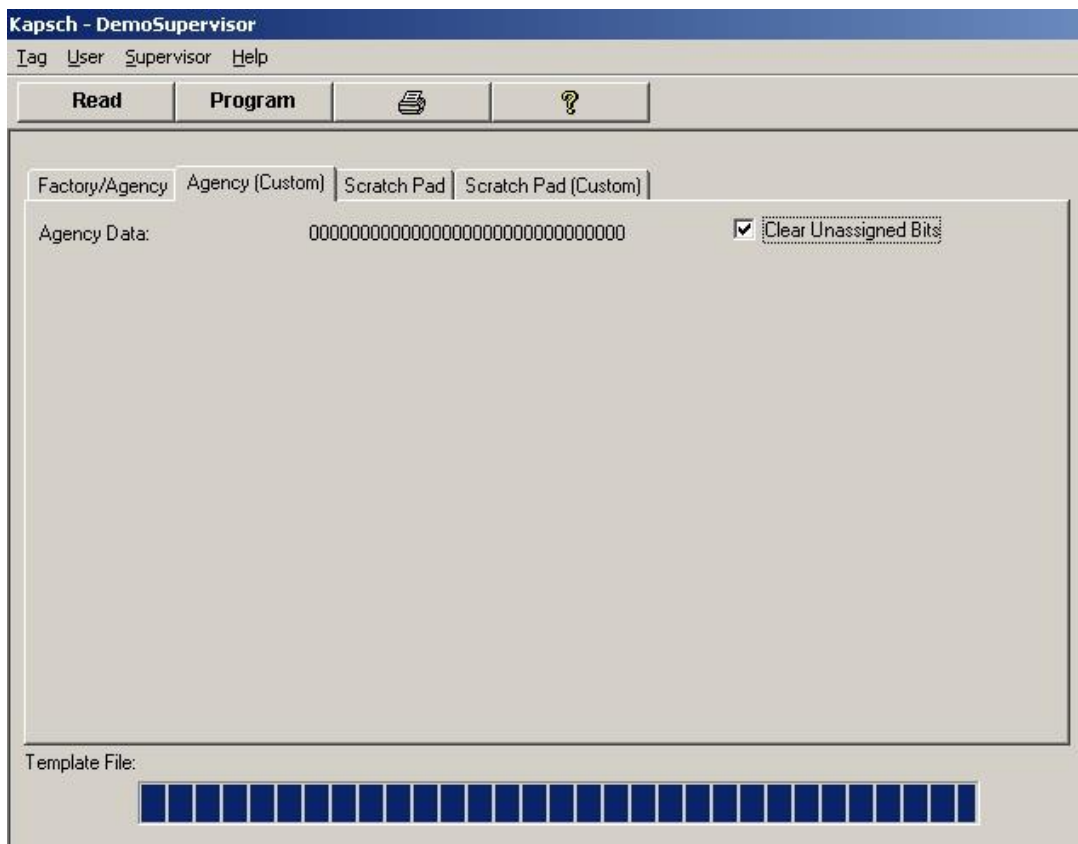 Kapsch - DemoSupervisor
Tag User Supervisor Help
Read Program ?
Factory/Agency Agency (Custom) Scratch Pad Scratch Pad (Custom)
Agency Data: 00000000000000000000000000000000 Clear Unassigned Bits
Template File: